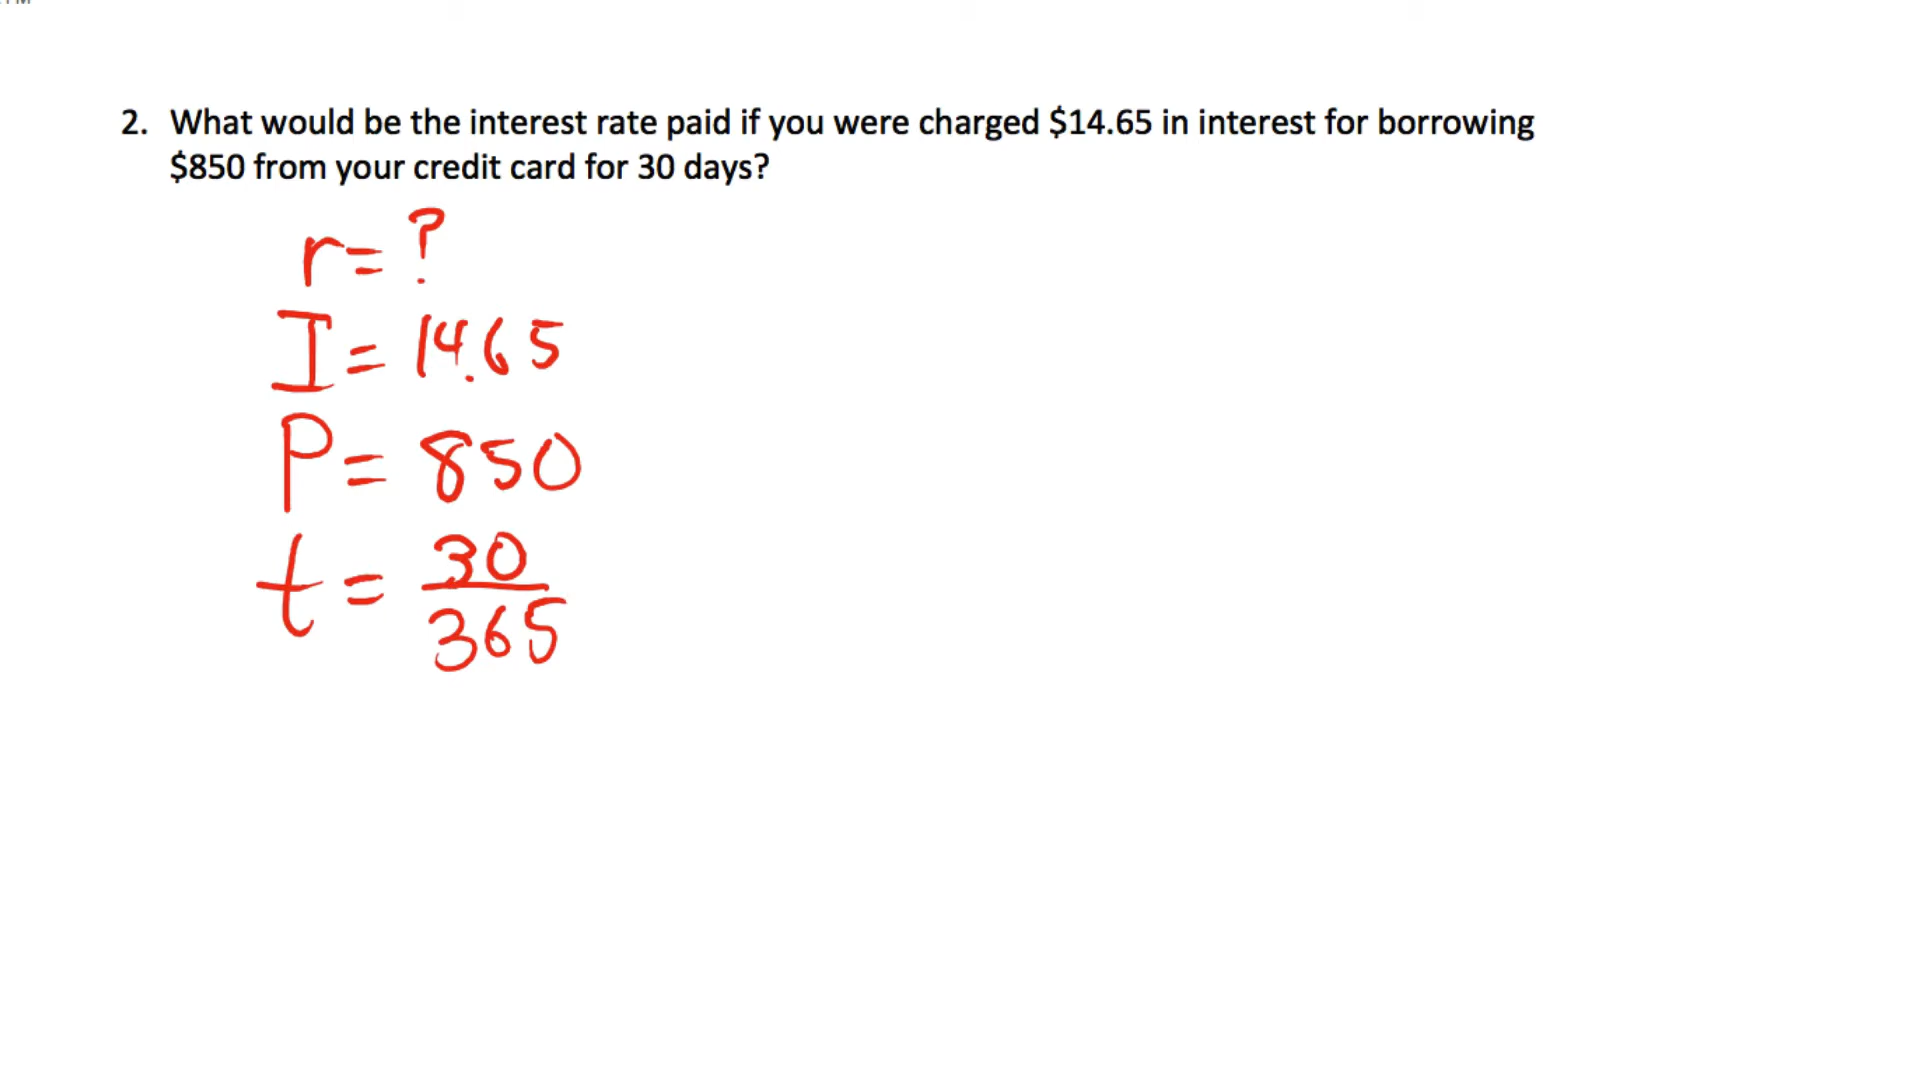 2. What would be the interest rate paid if you were charged $14.65 in interest for borrowing
$850 from your credit card for 30 days?
r = ?
I = 14.65
P = 850
t = 30
365